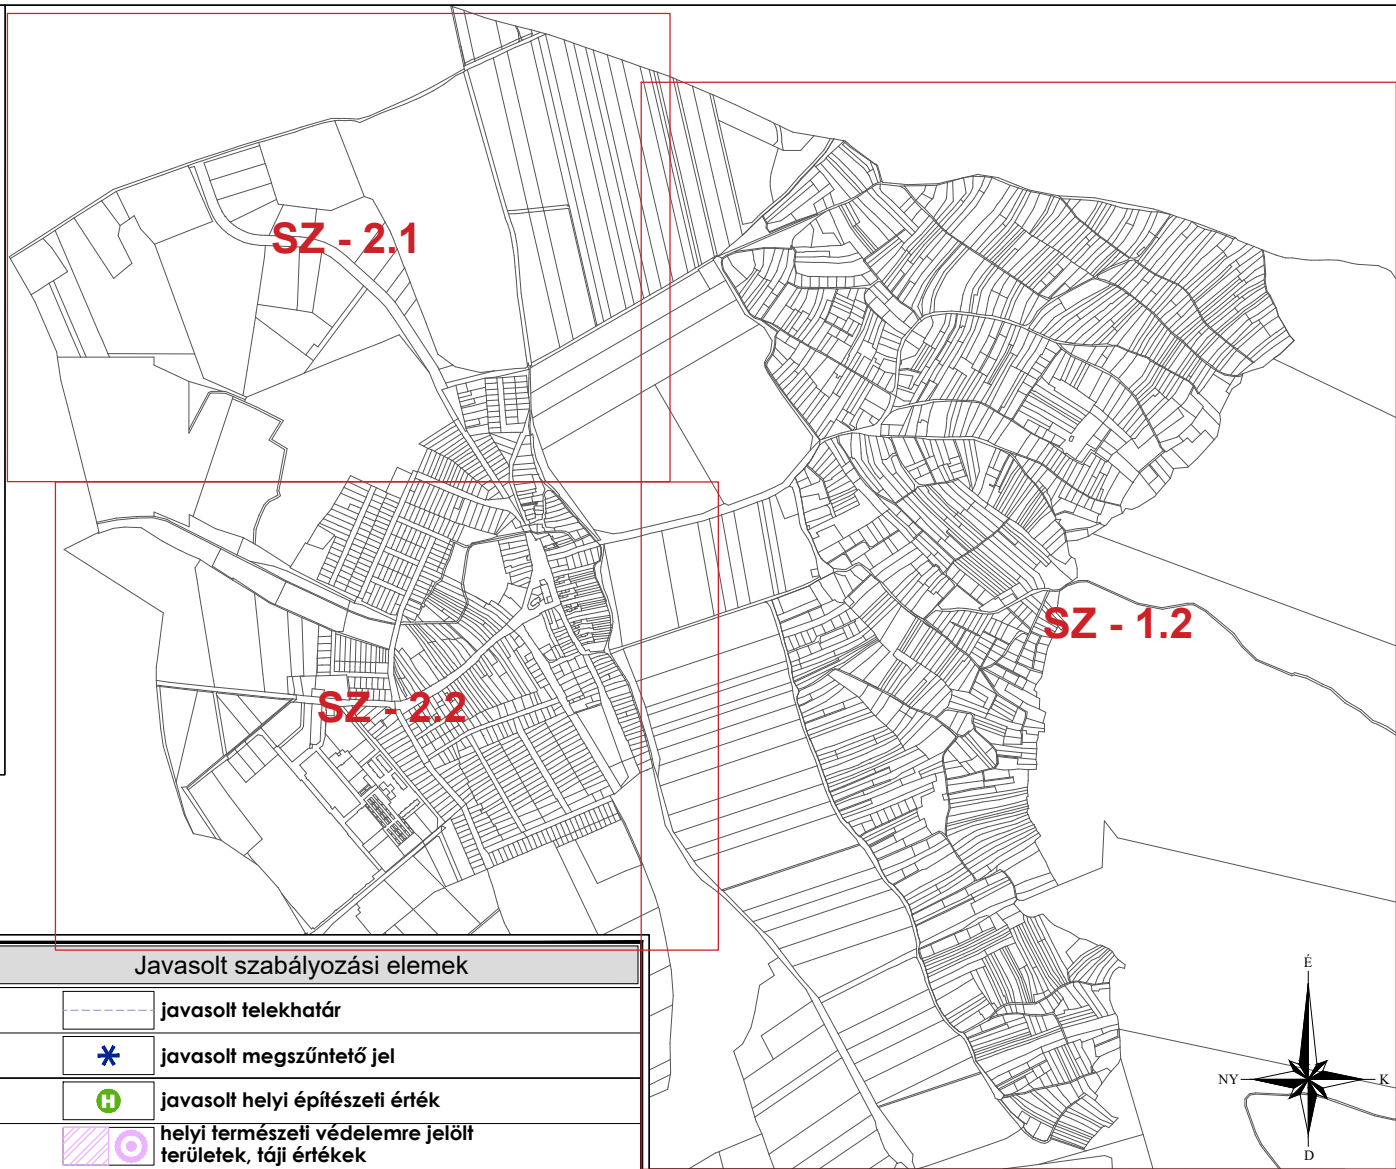 SZ - 2.1
SZ - 1.2
SZ - 2.2
Javasolt szabályozási elemek
javasolt telekhatár
javasolt megszűntető jel
H
javasolt helyi építészeti érték
helyi természeti védelemre jelölt
területek, táji értékek
É
NY
K
D